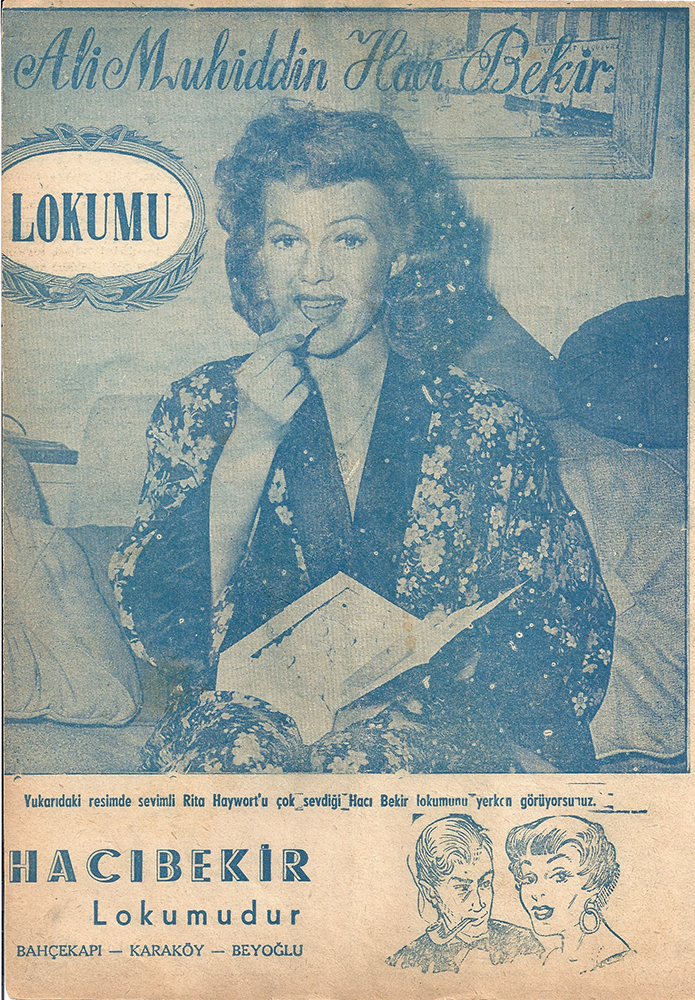 Ali Muhiddin Hacı Bekir
LOKUMU
Yukarıdaki resimde sevimli Rita Haywort'u çok sevdiği Hacı Bekir lokumunu yerken görüyorsunuz.
HACIBEKİR
Lokumudur
BAHÇEKAPI — KARAKÖY — BEYOĞLU